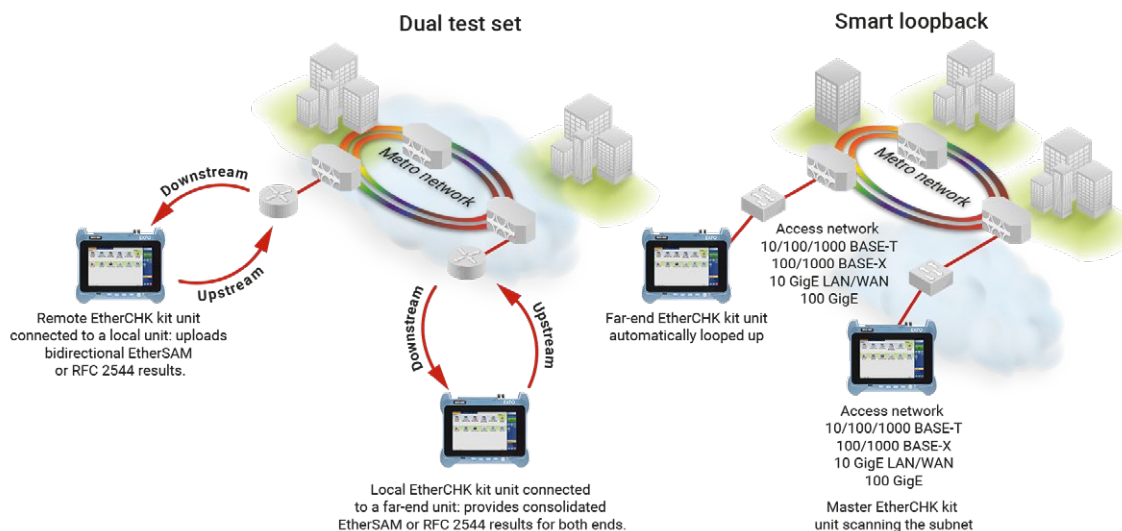 Dual test set
Metro network
Downstream
Upstream
Remote EtherCHK kit unit
connected to a local unit: uploads
bidirectional EtherSAM
or RFC 2544 results.
Downstream
Upstream
Local EtherCHK kit unit connected
to a far-end unit: provides consolidated
EtherSAM or RFC 2544 results for both ends.
Smart loopback
Metro network
Access network
10/100/1000 BASE-T
100/1000 BASE-X
10 GigE LAN/WAN
100 GigE
Far-end EtherCHK kit unit
automatically looped up
Access network
10/100/1000 BASE-T
100/1000 BASE-X
10 GigE LAN/WAN
100 GigE
Master EtherCHK kit
unit scanning the subnet